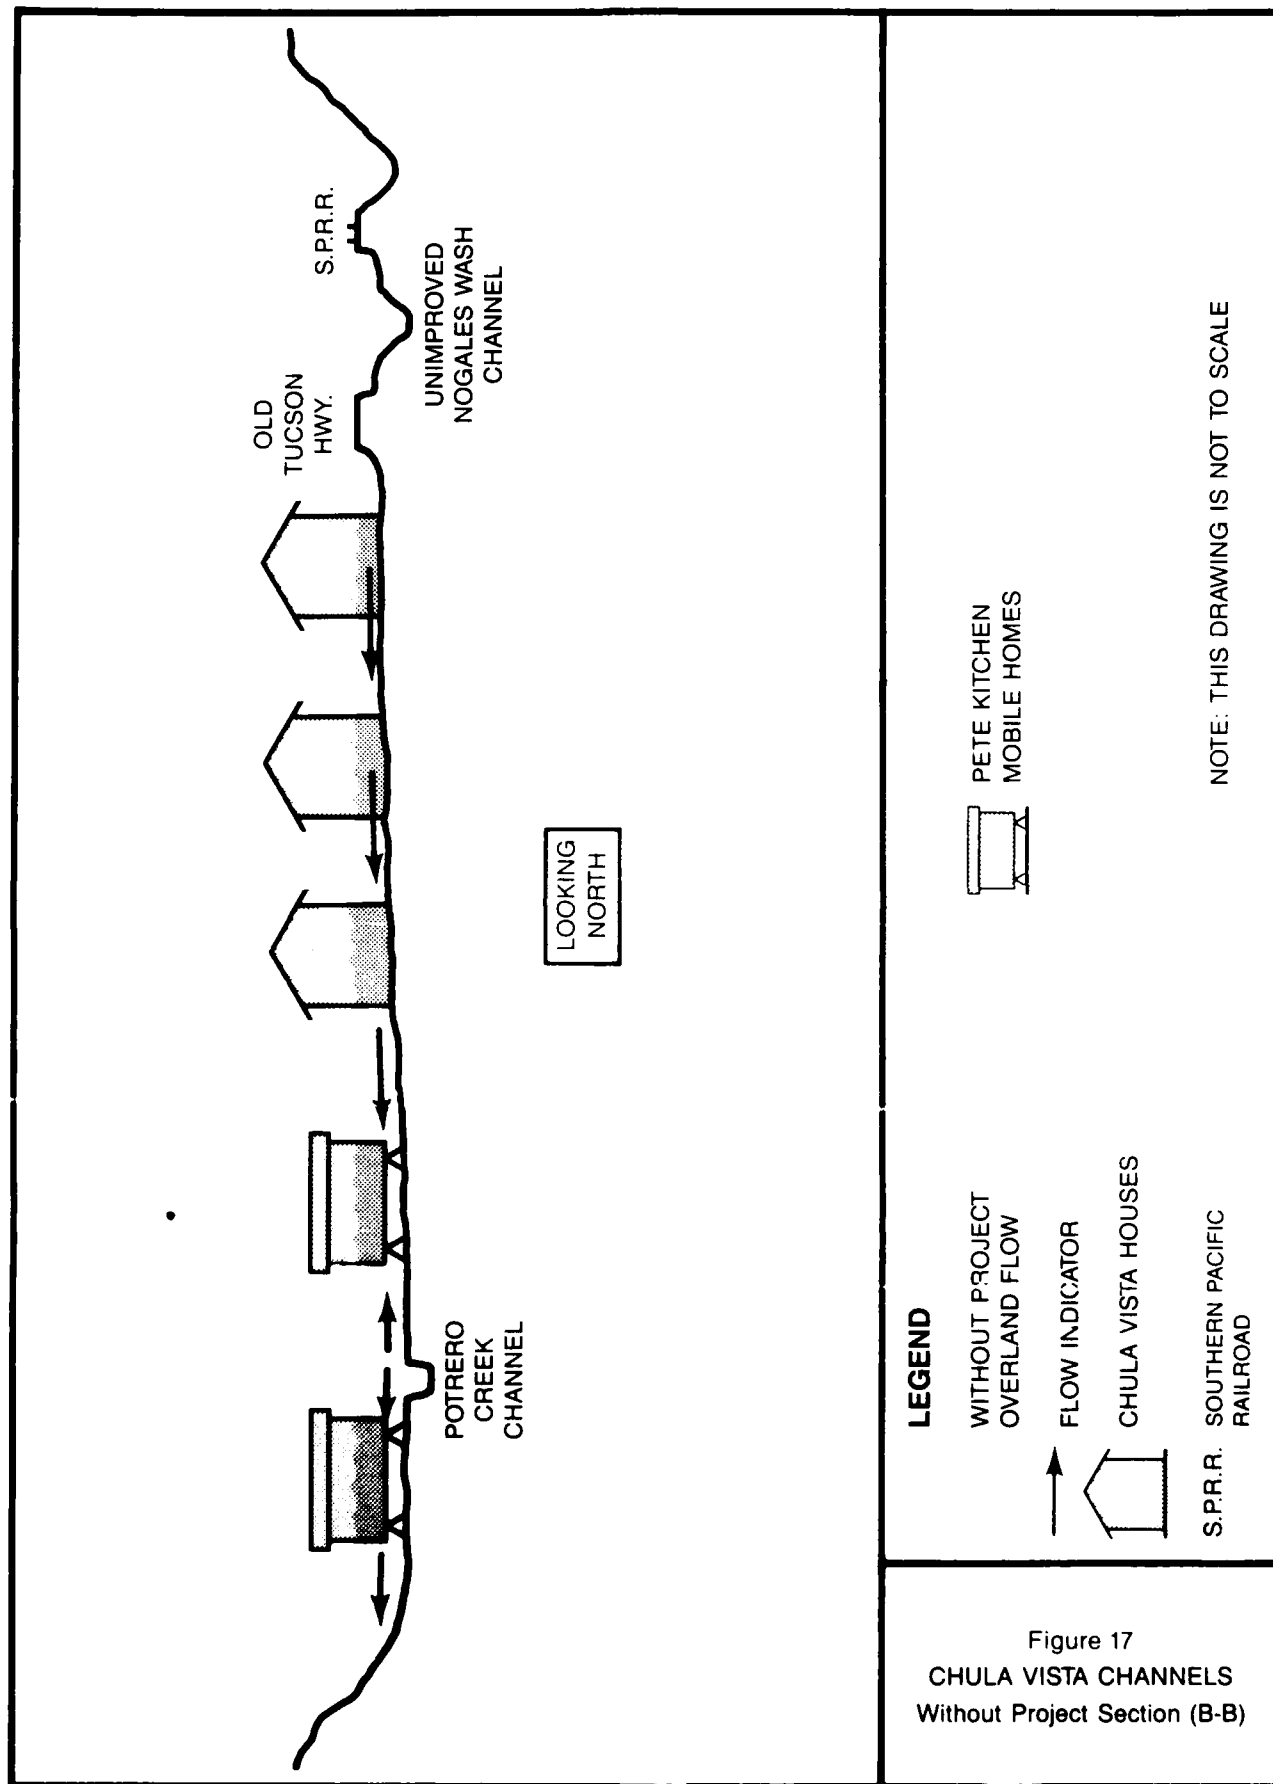 S.P.R.R.
OLD
TUCSON
HWY.
UNIMPROVED
NOGALES WASH
CHANNEL
LOOKING
NORTH
POTRERO
CREEK
CHANNEL
LEGEND
WITHOUT PROJECT
OVERLAND FLOW
FLOW INDICATOR
CHULA VISTA HOUSES
S.P.R.R. SOUTHERN PACIFIC
RAILROAD
PETE KITCHEN
MOBILE HOMES
NOTE: THIS DRAWING IS NOT TO SCALE
Figure 17
CHULA VISTA CHANNELS
Without Project Section (B-B)